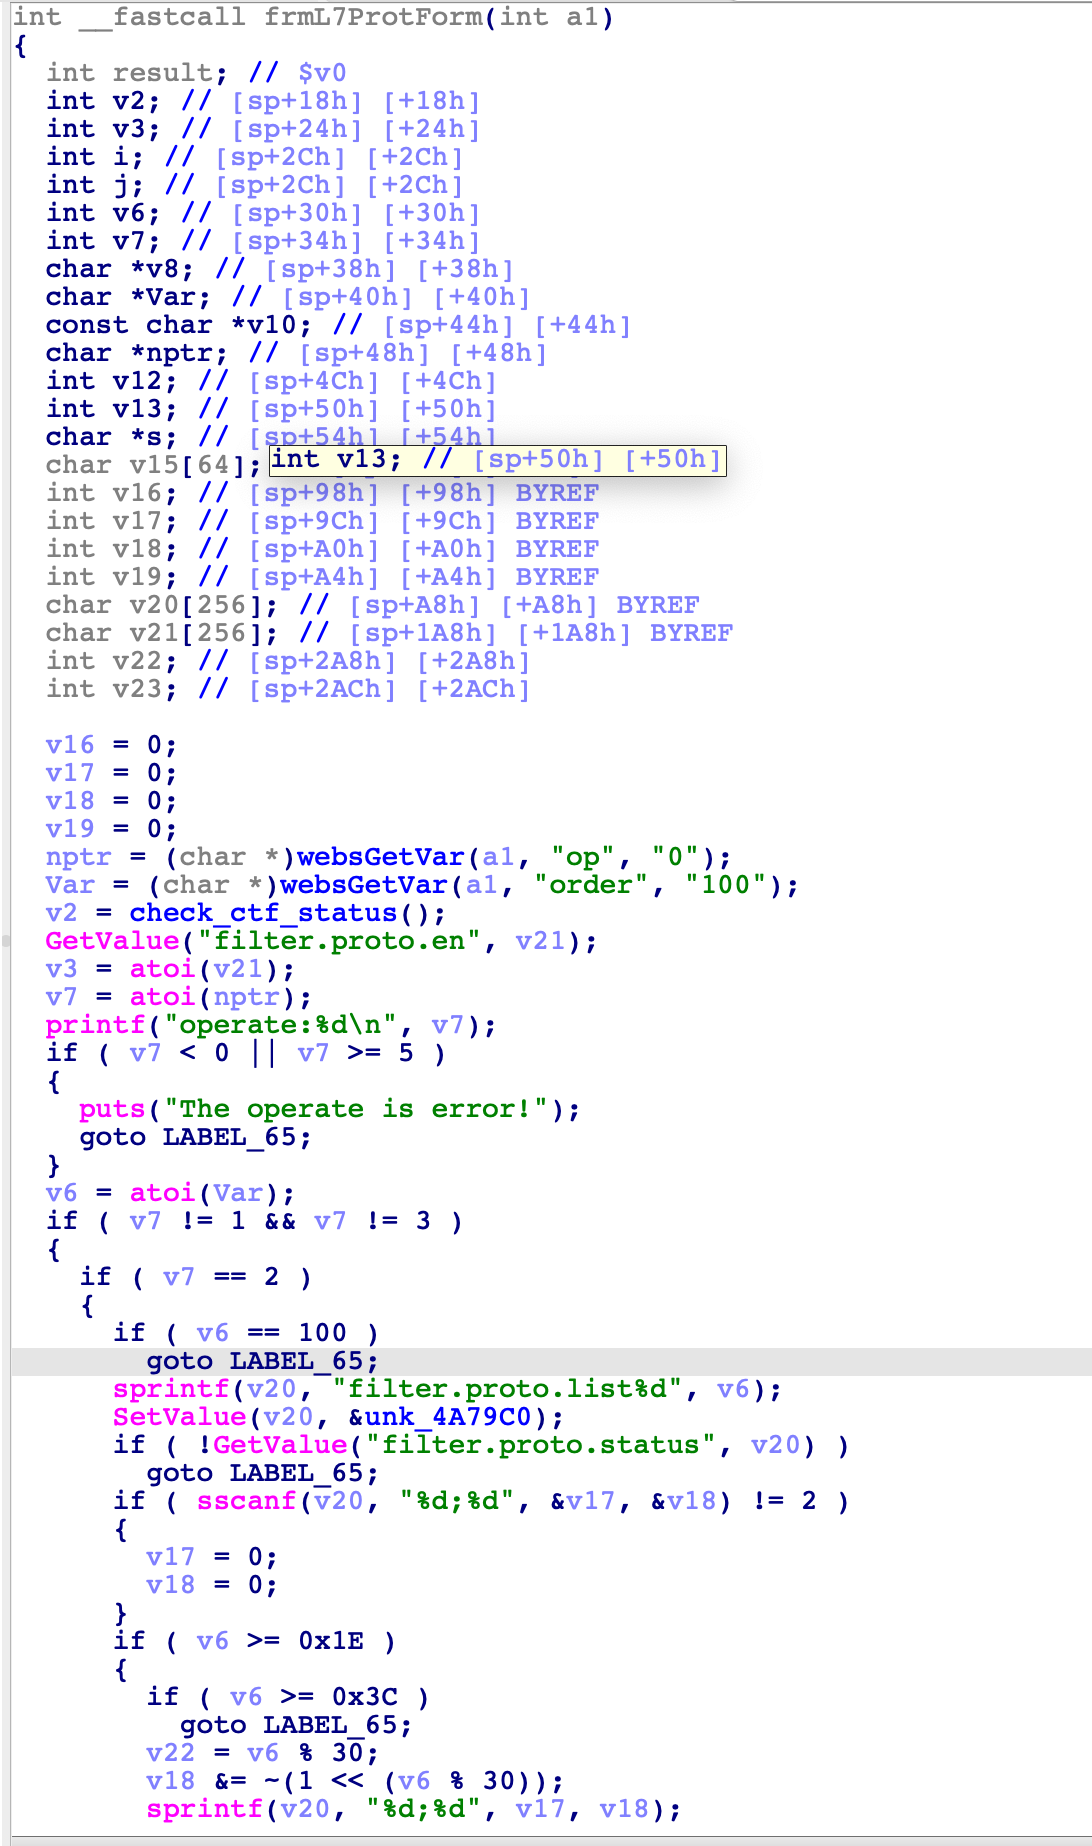 int __fastcall frmL7ProtForm(int a1)
{
  int result; // $v0
  int v2; // [sp+18h] [+18h]
  int v3; // [sp+24h] [+24h]
  int i; // [sp+2Ch] [+2Ch]
  int j; // [sp+2Ch] [+2Ch]
  int v6; // [sp+30h] [+30h]
  int v7; // [sp+34h] [+34h]
  char *v8; // [sp+38h] [+38h]
  char *Var; // [sp+40h] [+40h]
  const char *v10; // [sp+44h] [+44h]
  char *nptr; // [sp+48h] [+48h]
  int v12; // [sp+4Ch] [+4Ch]
  int v13; // [sp+50h] [+50h]
  char *s; // [sp+54h] [+54h]
  char v15[64];
int v13; // [sp+50h] [+50h]
  int v16; // [sp+98h] [+98h] BYREF
  int v17; // [sp+9Ch] [+9Ch] BYREF
  int v18; // [sp+A0h] [+A0h] BYREF
  int v19; // [sp+A4h] [+A4h] BYREF
  char v20[256]; // [sp+A8h] [+A8h] BYREF
  char v21[256]; // [sp+1A8h] [+1A8h] BYREF
  int v22; // [sp+2A8h] [+2A8h]
  int v23; // [sp+2ACh] [+2ACh]

  v16 = 0;
  v17 = 0;
  v18 = 0;
  v19 = 0;
  nptr = (char *)websGetVar(a1, "op", "0");
  Var = (char *)websGetVar(a1, "order", "100");
  v2 = check_ctf_status();
  GetValue("filter.proto.en", v21);
  v3 = atoi(v21);
  v7 = atoi(nptr);
  printf("operate:%d\n", v7);
  if ( v7 < 0 || v7 >= 5 )
  {
    puts("The operate is error!");
    goto LABEL_65;
  }
  v6 = atoi(Var);
  if ( v7 != 1 && v7 != 3 )
  {
    if ( v7 == 2 )
    {
      if ( v6 == 100 )
        goto LABEL_65;
      sprintf(v20, "filter.proto.list%d", v6);
      SetValue(v20, &unk_4A79C0);
      if ( !GetValue("filter.proto.status", v20) )
        goto LABEL_65;
      if ( sscanf(v20, "%d;%d", &v17, &v18) != 2 )
      {
        v17 = 0;
        v18 = 0;
      }
      if ( v6 >= 0x1E )
      {
        if ( v6 >= 0x3C )
          goto LABEL_65;
        v22 = v6 % 30;
        v18 &= ~(1 << (v6 % 30));
        sprintf(v20, "%d;%d", v17, v18);